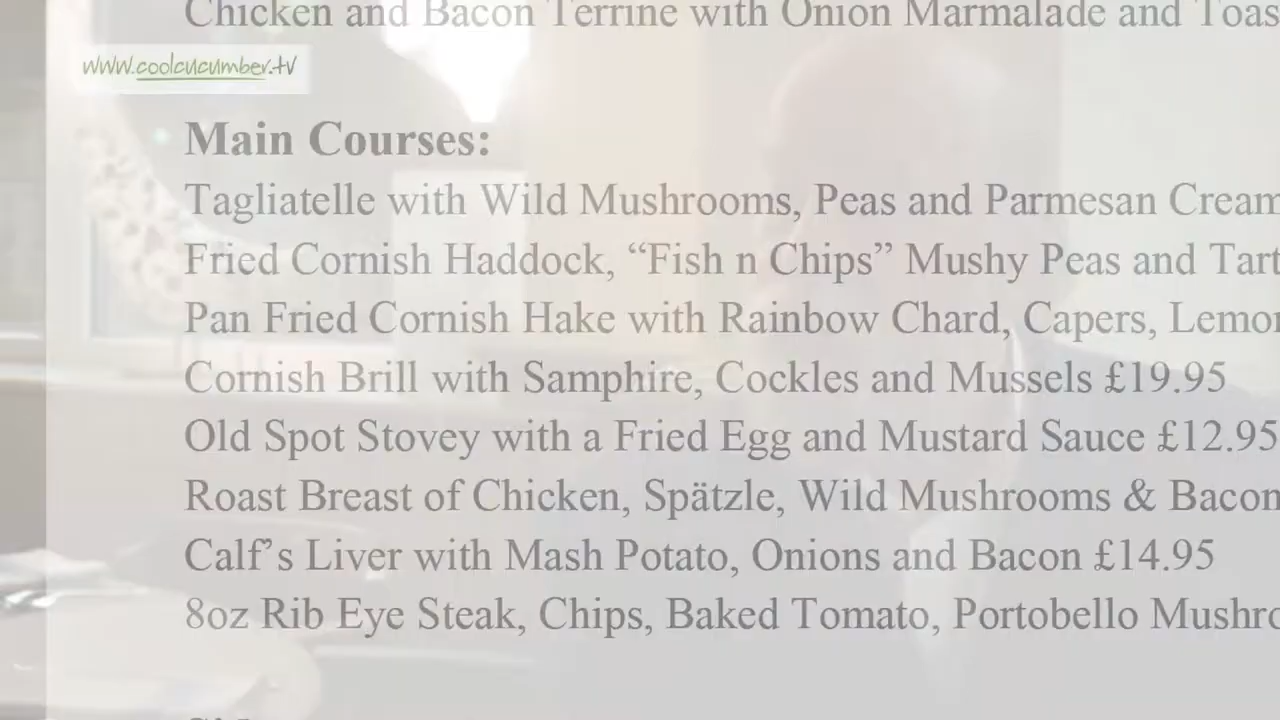 Chicken and Bacon Terrine with Onion Marmalade and Toas
www.coolcucumber.tv
Main Courses:
Tagliatelle with Wild Mushrooms, Peas and Parmesan Cream
Fried Cornish Haddock, “Fish n Chips” Mushy Peas and Tart
Pan Fried Cornish Hake with Rainbow Chard, Capers, Lemon
Cornish Brill with Samphire, Cockles and Mussels £19.95
Old Spot Stovey with a Fried Egg and Mustard Sauce £12.95
Roast Breast of Chicken, Spätzle, Wild Mushrooms & Bacon
Calf’s Liver with Mash Potato, Onions and Bacon £14.95
8oz Rib Eye Steak, Chips, Baked Tomato, Portobello Mushro